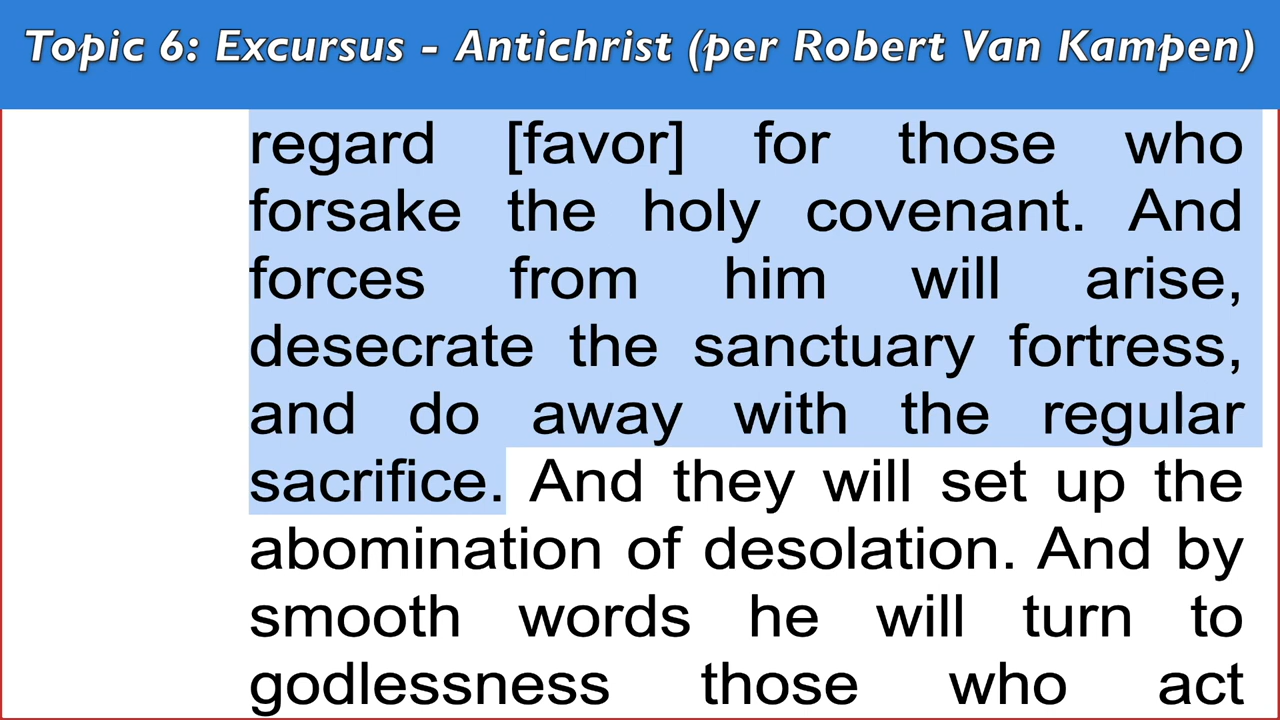 Topic 6: Excursus - Antichrist (per Robert Van Kampen)
regard [favor] for those who
forsake the holy covenant. And
forces from him will arise,
desecrate the sanctuary fortress,
and do away with the regular
sacrifice. And they will set up the
abomination of desolation. And by
smooth words he will turn to
godlessness those who act